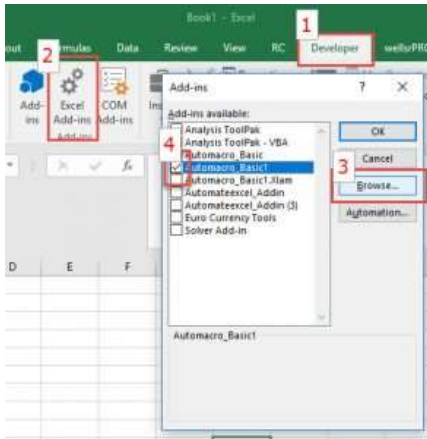 Book1 - Excel
1
out
2
rmulas
Data
Review
View
RC
Developer
wellsrPRO
Add-
ins
Excel
Add-ins
COM
Add-ins
Add-ins
Add-ins
?
Add-ins available:
Analysis ToolPak
Analysis ToolPak - VBA
4
Automacro_Basic
Automacro_Basic1
Automacro_Basic1.Xlam
Automateexcel_Addin
Automateexcel_Addin (3)
Euro Currency Tools
Solver Add-in
OK
Cancel
3
Browse...
Automation...
fx
D
E
F
Automacro_Basic1